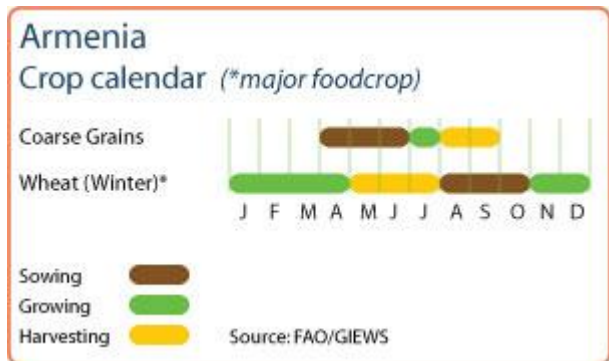 Armenia
Crop calendar (*major foodcrop)
Coarse Grains
Wheat (Winter)*
J F M A M J J A S O N D
Sowing
Growing
Harvesting
Source: FAO/GIEWS